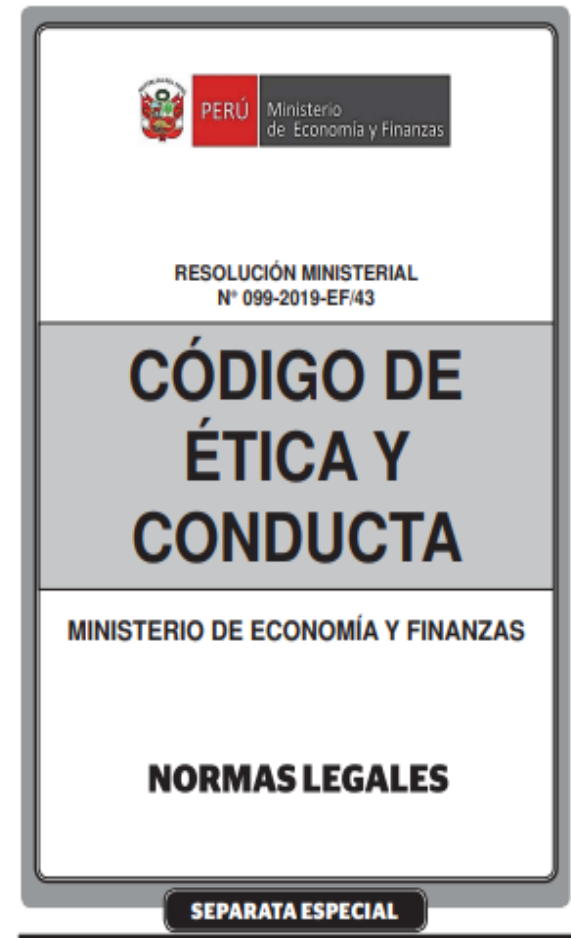 PERÚ
Ministerio
de Economía y Finanzas
RESOLUCIÓN MINISTERIAL
N° 099-2019-EF/43
CÓDIGO DE
ÉTICA Y
CONDUCTA
MINISTERIO DE ECONOMÍA Y FINANZAS
NORMAS LEGALES
SEPARATA ESPECIAL